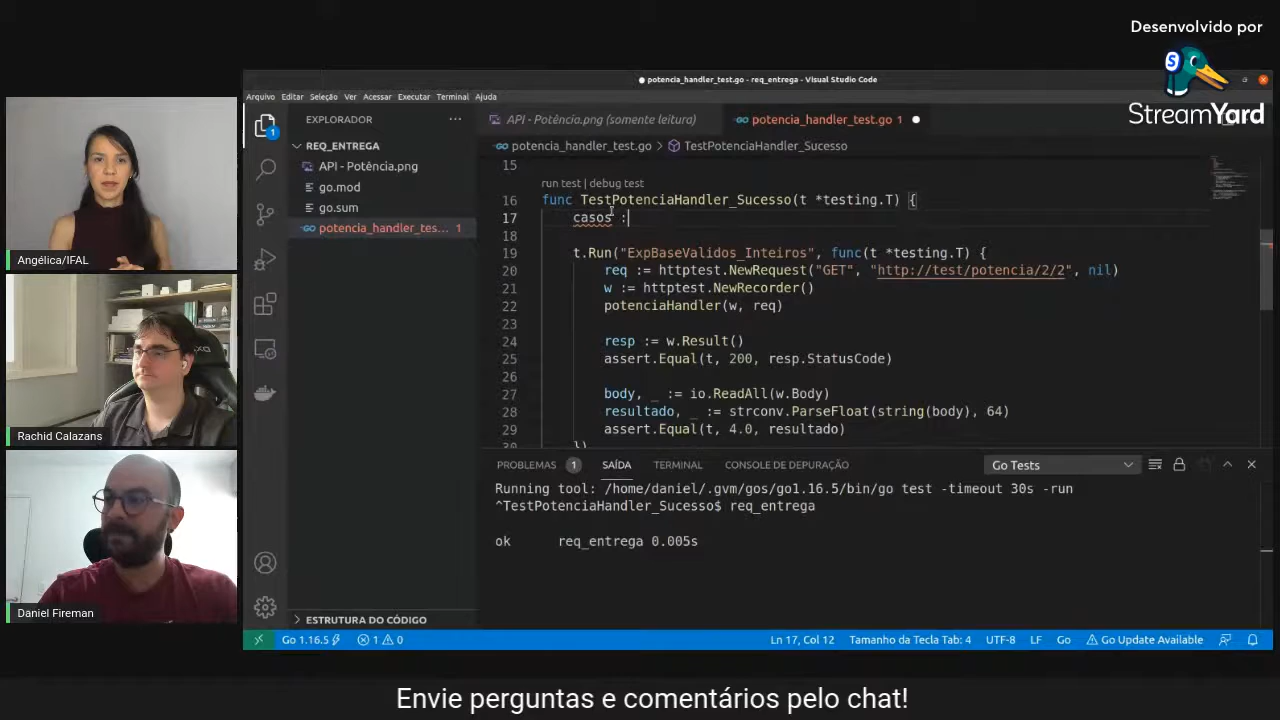 Desenvolvido por
StreamYard
potencia_handler_test.go - req_entrega - Visual Studio Code
Arquivo Editar Seleção Ver Acessar Executar Terminal Ajuda
EXPLORADOR
API - Potência.png (somente leitura)
potencia_handler_test.go 1
REQ_ENTREGA
API - Potência.png
go.mod
go.sum
potencia_handler_tes... 1
1
potencia_handler_test.go > TestPotenciaHandler_Sucesso
15
run test | debug test
16 func TestPotenciaHandler_Sucesso(t *testing.T) {
17 casos :
18
19 t.Run("ExpBaseValidos_Inteiros", func(t *testing.T) {
20 req := httptest.NewRequest("GET", "http://test/potencia/2/2", nil)
21 w := httptest.NewRecorder()
22 potenciaHandler(w, req)
23
24 resp := w.Result()
25 assert.Equal(t, 200, resp.StatusCode)
26
27 body, _ := io.ReadAll(w.Body)
28 resultado, _ := strconv.ParseFloat(string(body), 64)
29 assert.Equal(t, 4.0, resultado)
30 })
PROBLEMAS 1 SAÍDA TERMINAL CONSOLE DE DEPURAÇÃO
Go Tests
Running tool: /home/daniel/.gvm/gos/go1.16.5/bin/go test -timeout 30s -run
^TestPotenciaHandler_Sucesso$ req_entrega
ok req_entrega 0.005s
ESTRUTURA DO CÓDIGO
Go 1.16.5 1 0 Ln 17, Col 12 Tamanho da Tecla Tab: 4 UTF-8 LF Go Go Update Available
Angélica/IFAL
Rachid Calazans
Daniel Fireman
Envie perguntas e comentários pelo chat!